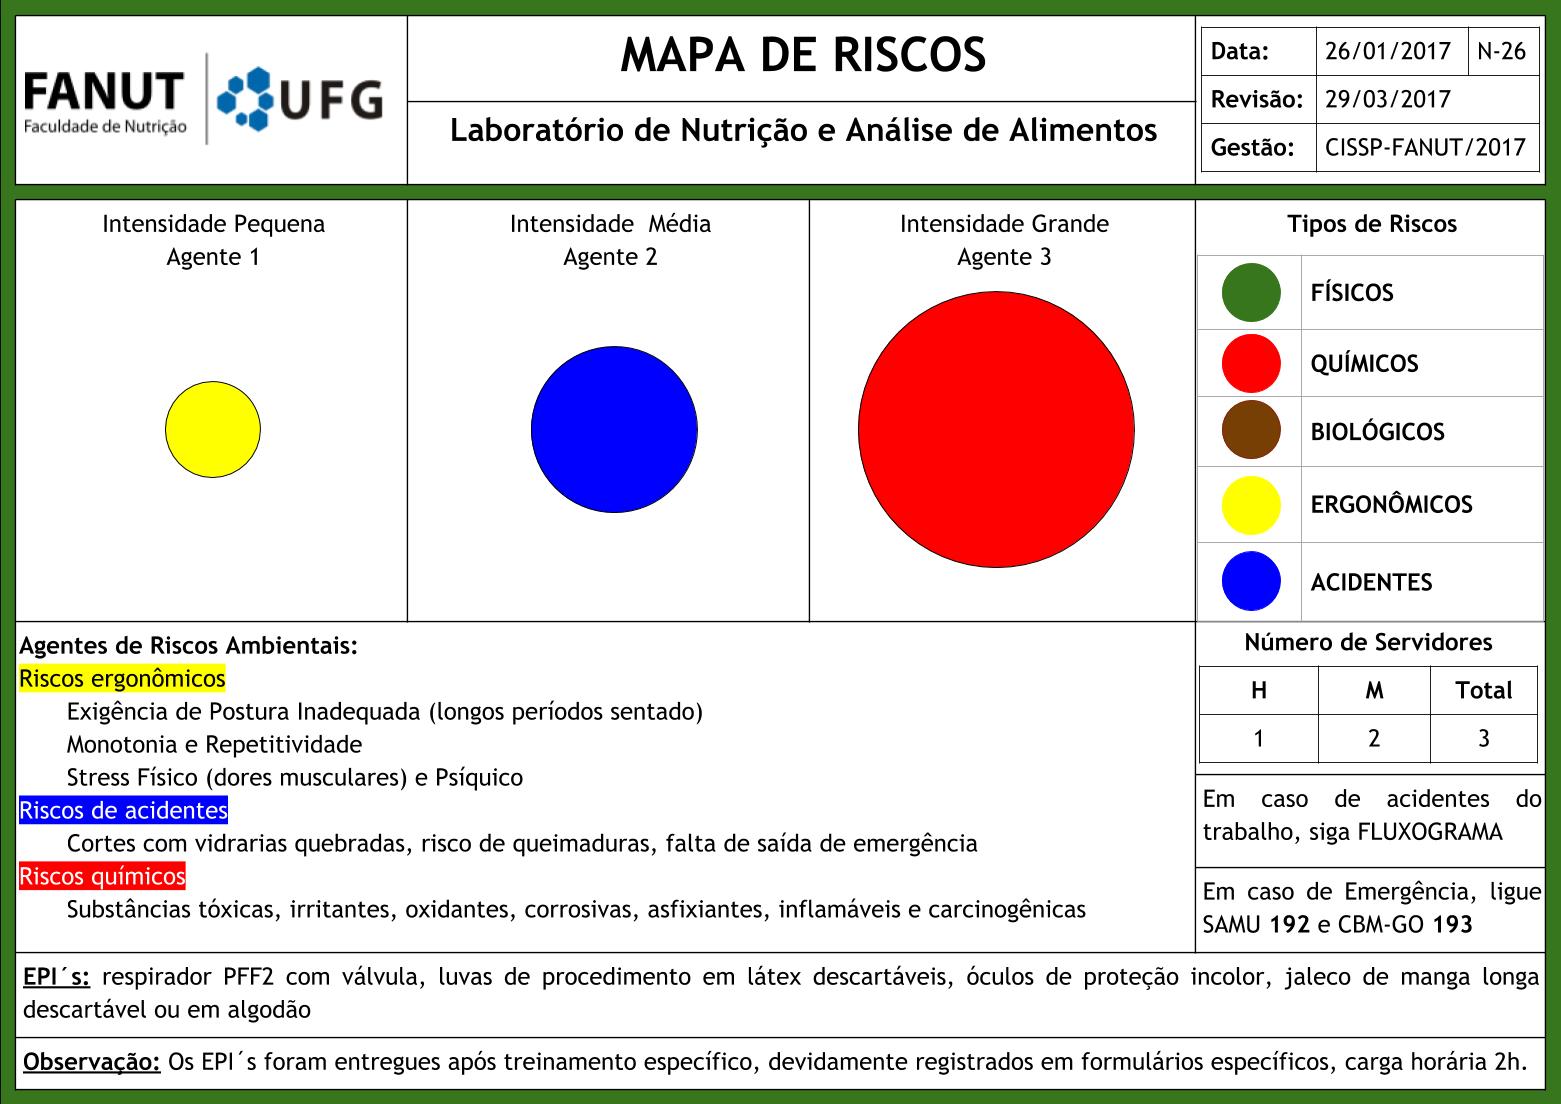 FANUT
Faculdade de Nutrição
UFG
MAPA DE RISCOS
Laboratório de Nutrição e Análise de Alimentos
Data: 26/01/2017 N-26
Revisão: 29/03/2017
Gestão: CISSP-FANUT/2017
Intensidade Pequena
Agente 1
Intensidade Média
Agente 2
Intensidade Grande
Agente 3
Tipos de Riscos
FÍSICOS
QUÍMICOS
BIOLÓGICOS
ERGONÔMICOS
ACIDENTES
Agentes de Riscos Ambientais:
Riscos ergonômicos
Exigência de Postura Inadequada (longos períodos sentado)
Monotonia e Repetitividade
Stress Físico (dores musculares) e Psíquico
Riscos de acidentes
Cortes com vidrarias quebradas, risco de queimaduras, falta de saída de emergência
Riscos químicos
Substâncias tóxicas, irritantes, oxidantes, corrosivas, asfixiantes, inflamáveis e carcinogênicas
Número de Servidores
H M Total
1 2 3
Em caso de acidentes do
trabalho, siga FLUXOGRAMA
Em caso de Emergência, ligue
SAMU 192 e CBM-GO 193
EPI´s: respirador PFF2 com válvula, luvas de procedimento em látex descartáveis, óculos de proteção incolor, jaleco de manga longa
descartável ou em algodão
Observação: Os EPI´s foram entregues após treinamento específico, devidamente registrados em formulários específicos, carga horária 2h.